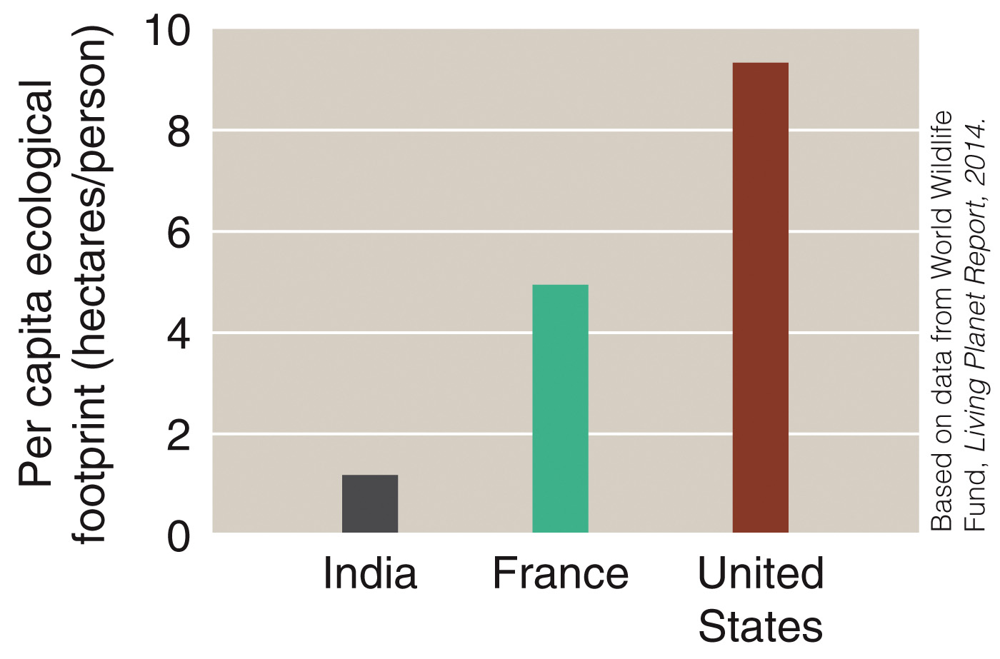 Per capita ecological
footprint (hectares/person)
10
8
6
4
2
0
India
France
United
States
Based on data from World Wildlife
Fund, Living Planet Report, 2014.